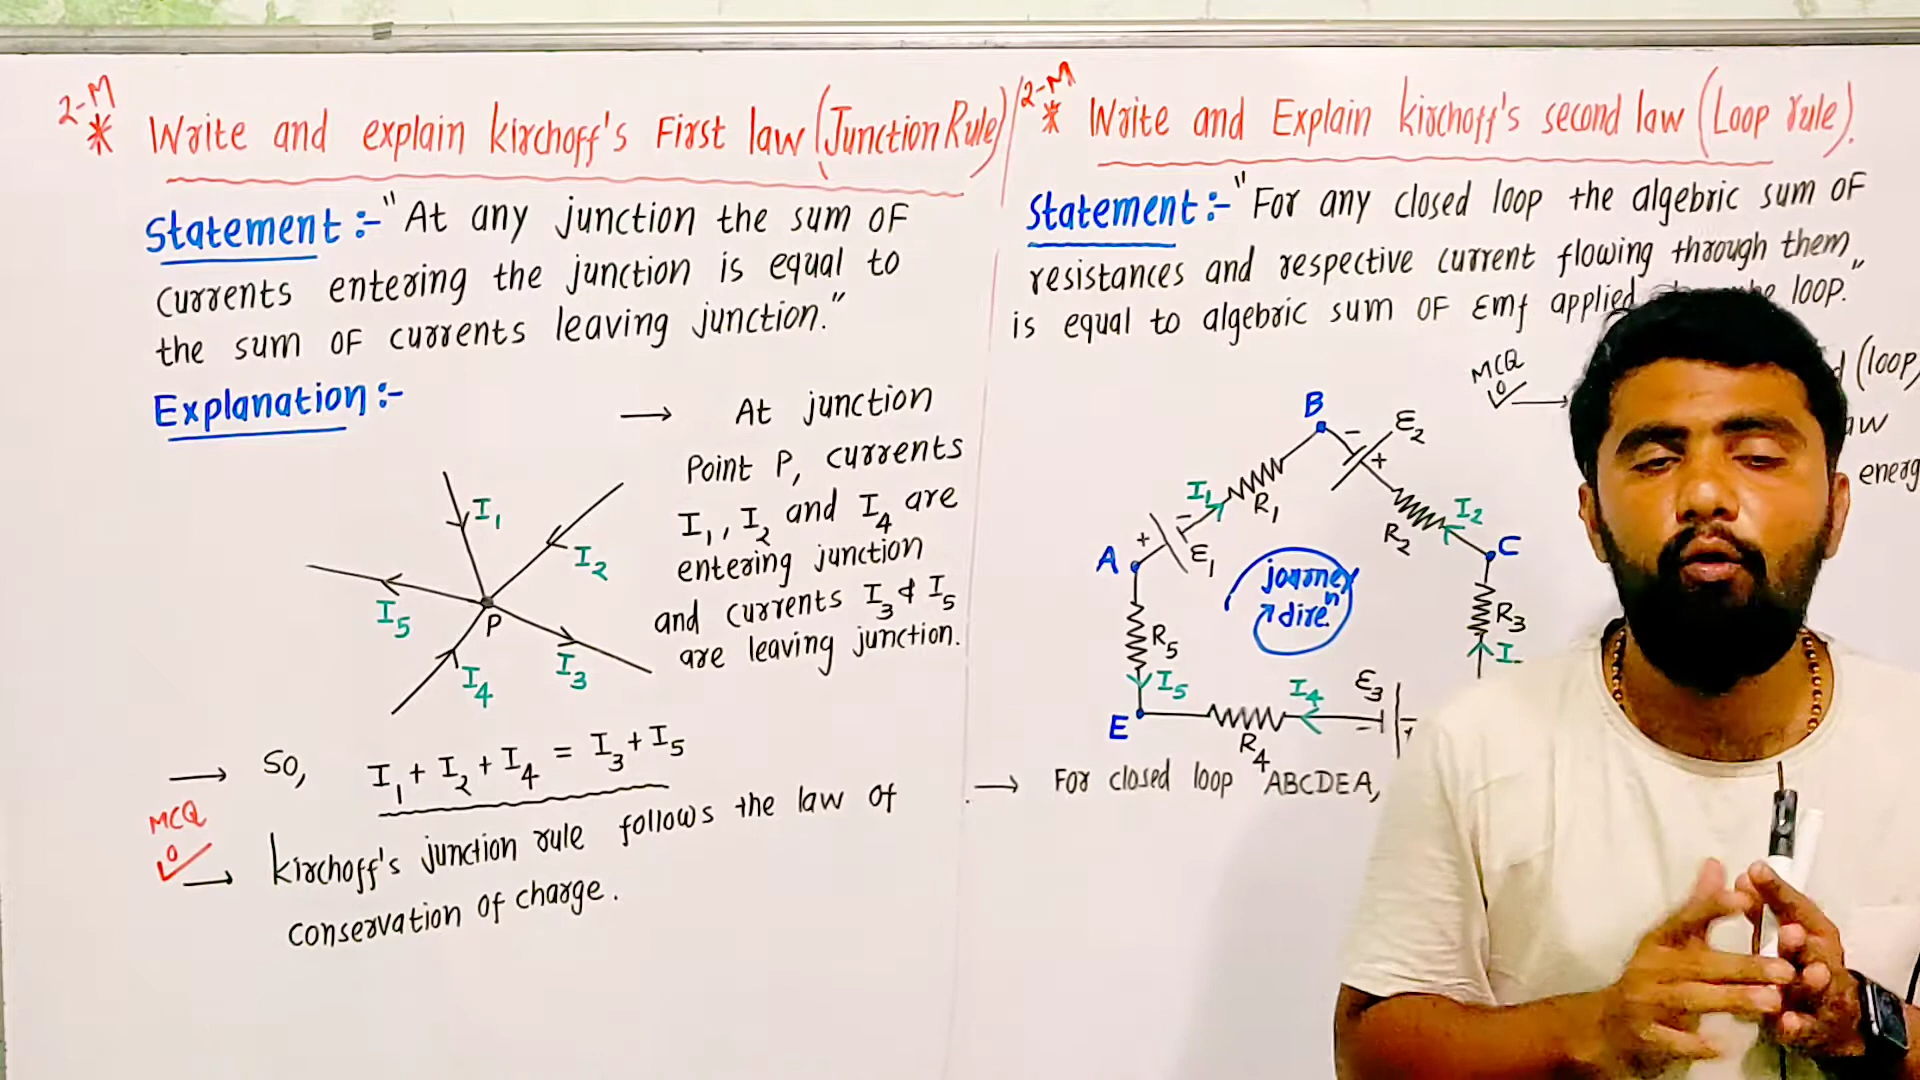 2-M
* Write and explain kirchoff's First law (Junction Rule)
Statement :- "At any junction the sum OF
currents entering the junction is equal to
the sum OF currents leaving junction."
Explanation :-
→ At junction
Point P, currents
I₁, I₂ and I₄ are
entering junction
and currents I₃ & I₅
are leaving junction.
I₁
I₂
I₅
P
I₄
I₃
→ So, I₁ + I₂ + I₄ = I₃ + I₅
MCQ
→ kirchoff's junction rule follows the law of
conservation of charge.
2-M
* Write and Explain kirchoff's second law (Loop rule).
Statement :- "For any closed loop the algebric sum OF
resistances and respective current flowing through them
is equal to algebric sum OF Emf applied loop."
MCQ
→ (loop)
energ
B
- ε₂
+
I₁
R₁
R₂
I₂
C
A
+ -
ε₁
journey
direⁿ
R₃
R₅
I₅
I₄
ε₃
-
E
R₄
→ For closed loop ABCDEA,